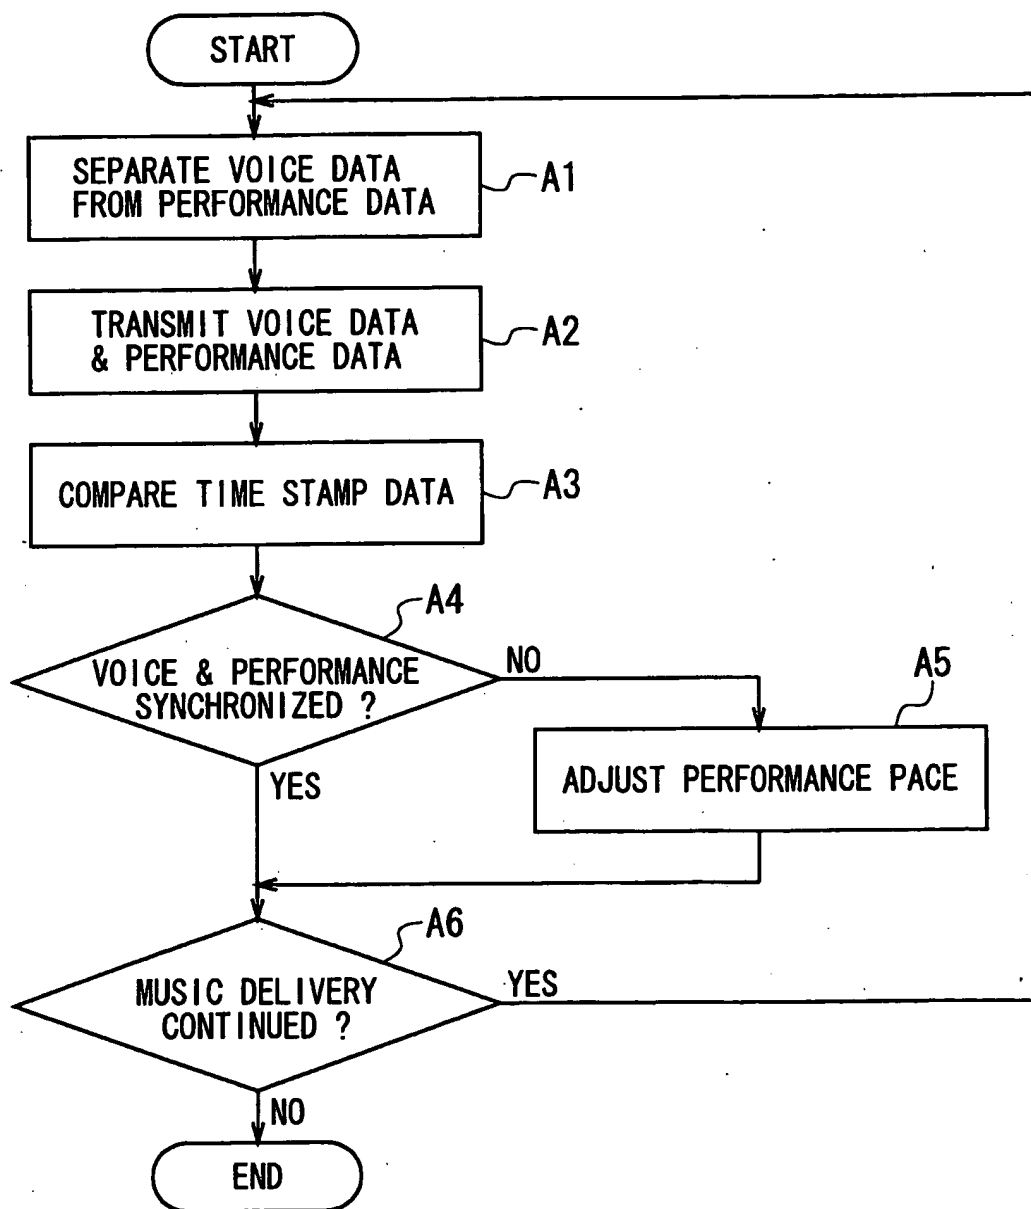 START
SEPARATE VOICE DATA
FROM PERFORMANCE DATA
A1
TRANSMIT VOICE DATA
& PERFORMANCE DATA
A2
COMPARE TIME STAMP DATA
A3
A4
VOICE & PERFORMANCE
SYNCHRONIZED ?
NO
YES
A5
ADJUST PERFORMANCE PACE
A6
MUSIC DELIVERY
CONTINUED ?
YES
NO
END